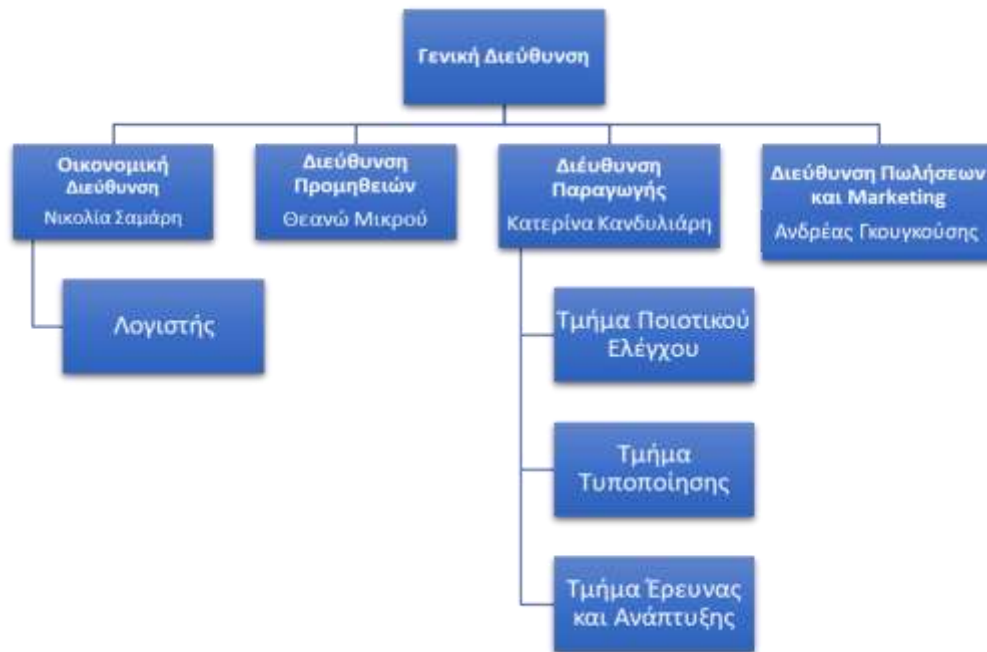 Γενική Διεύθυνση
Οικονομική
Διεύθυνση
Νικολία Σαμάρη
Διεύθυνση
Προμηθειών
Θεανώ Μικρού
Διέυθυνση
Παραγωγής
Κατερίνα Κανδυλιάρη
Διεύθυνση Πωλήσεων
και Marketing
Ανδρέας Γκουγκούσης
Λογιστής
Τμήμα Ποιοτικού
Ελέγχου
Τμήμα
Τυποποίησης
Τμήμα Έρευνας
και Ανάπτυξης